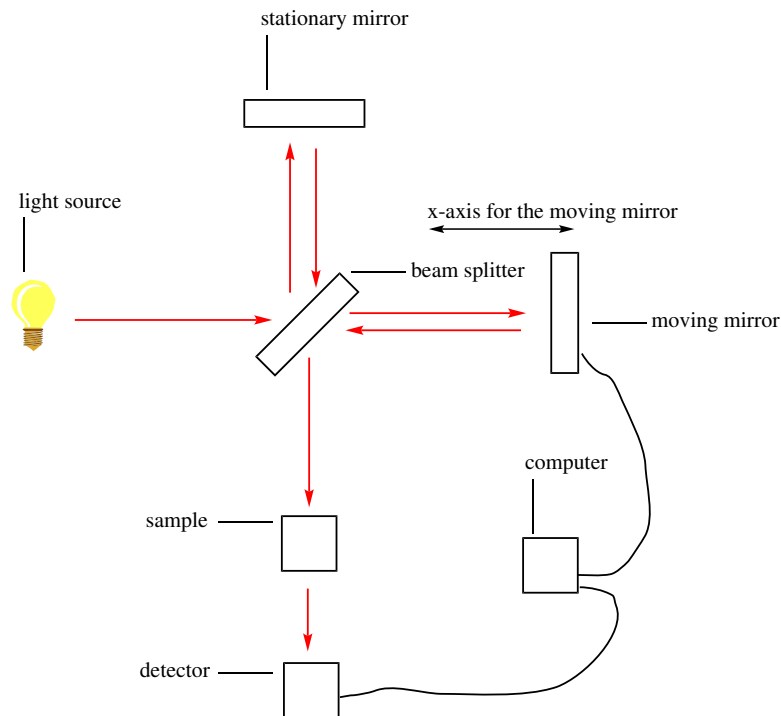 stationary mirror
light source
x-axis for the moving mirror
beam splitter
moving mirror
computer
sample
detector